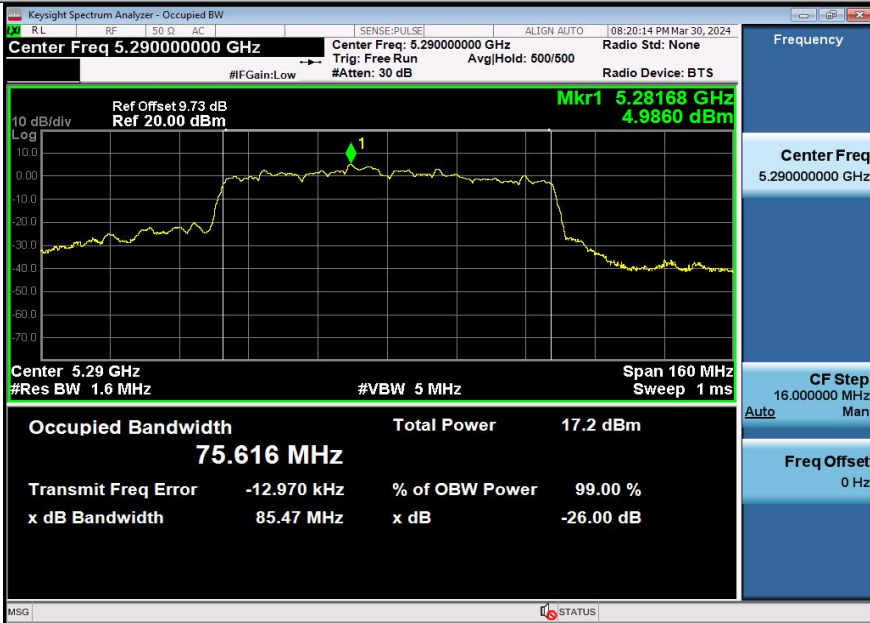 Keysight Spectrum Analyzer - Occupied BW
LXI RL RF 50 Ω AC SENSE:PULSE ALIGN AUTO 08:20:14 PM Mar 30, 2024
Center Freq 5.290000000 GHz
Center Freq: 5.290000000 GHz Radio Std: None
Trig: Free Run Avg|Hold: 500/500
#IFGain:Low #Atten: 30 dB Radio Device: BTS
Ref Offset 9.73 dB Mkr1 5.28168 GHz
10 dB/div Ref 20.00 dBm 4.9860 dBm
Log
1
10.0
0.00
-10.0
-20.0
-30.0
-40.0
-50.0
-60.0
-70.0
Center 5.29 GHz Span 160 MHz
#Res BW 1.6 MHz #VBW 5 MHz Sweep 1 ms
Occupied Bandwidth Total Power 17.2 dBm
75.616 MHz
Transmit Freq Error -12.970 kHz % of OBW Power 99.00 %
x dB Bandwidth 85.47 MHz x dB -26.00 dB
Frequency
Center Freq
5.290000000 GHz
CF Step
16.000000 MHz
Auto Man
Freq Offset
0 Hz
MSG STATUS